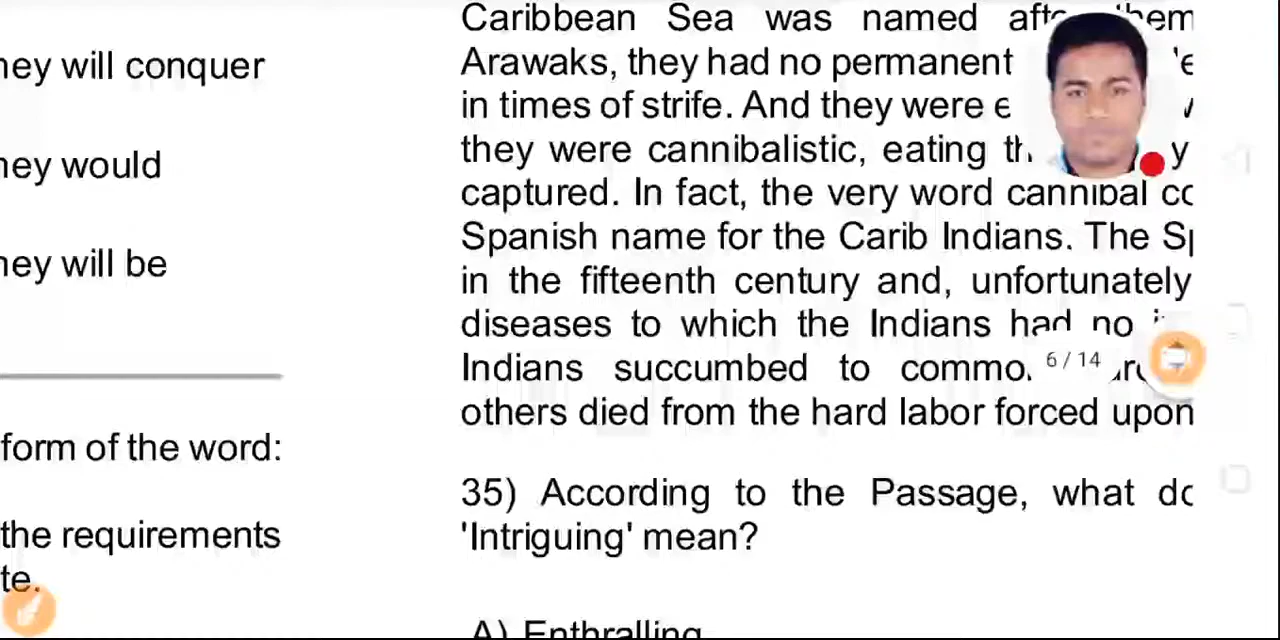 ney will conquer
ney would
ney will be
form of the word:
the requirements
te.
Caribbean Sea was named
Arawaks, they had no permanent
in times of strife. And they were
they were cannibalistic, eating
captured. In fact, the very word cannibal
Spanish name for the Carib Indians. The
in the fifteenth century and, unfortunately
diseases to which the Indians had no
Indians succumbed to
others died from the hard labor forced upon
6 / 14
35) According to the Passage, what
'Intriguing' mean?
A) Enthralling